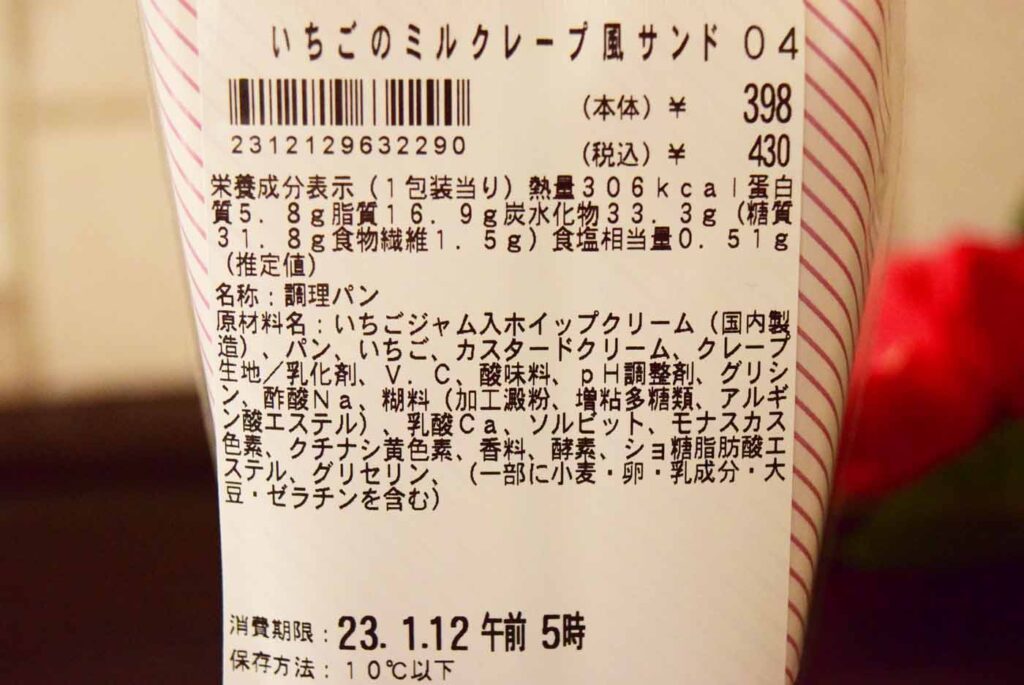 いちごのミルクレープ風サンド 04
(本体) ¥ 398
2312129632290
(税込) ¥ 430
栄養成分表示(1包装当り)熱量306kcal蛋白
質5.8g脂質16.9g炭水化物33.3g(糖質
31.8g食物繊維1.5g)食塩相当量0.51g
(推定値)
名称:調理パン
原材料名:いちごジャム入ホイップクリーム(国内製
造)、パン、いちご、カスタードクリーム、クレープ
生地/乳化剤、V.C、酸味料、pH調整剤、グリシ
ン、酢酸Na、糊料(加工澱粉、増粘多糖類、アルギ
ン酸エステル)、乳酸Ca、ソルビット、モナスカス
色素、クチナシ黄色素、香料、酵素、ショ糖脂肪酸エ
ステル、グリセリン、(一部に小麦・卵・乳成分・大
豆・ゼラチンを含む)
消費期限:23.1.12 午前 5時
保存方法:10℃以下